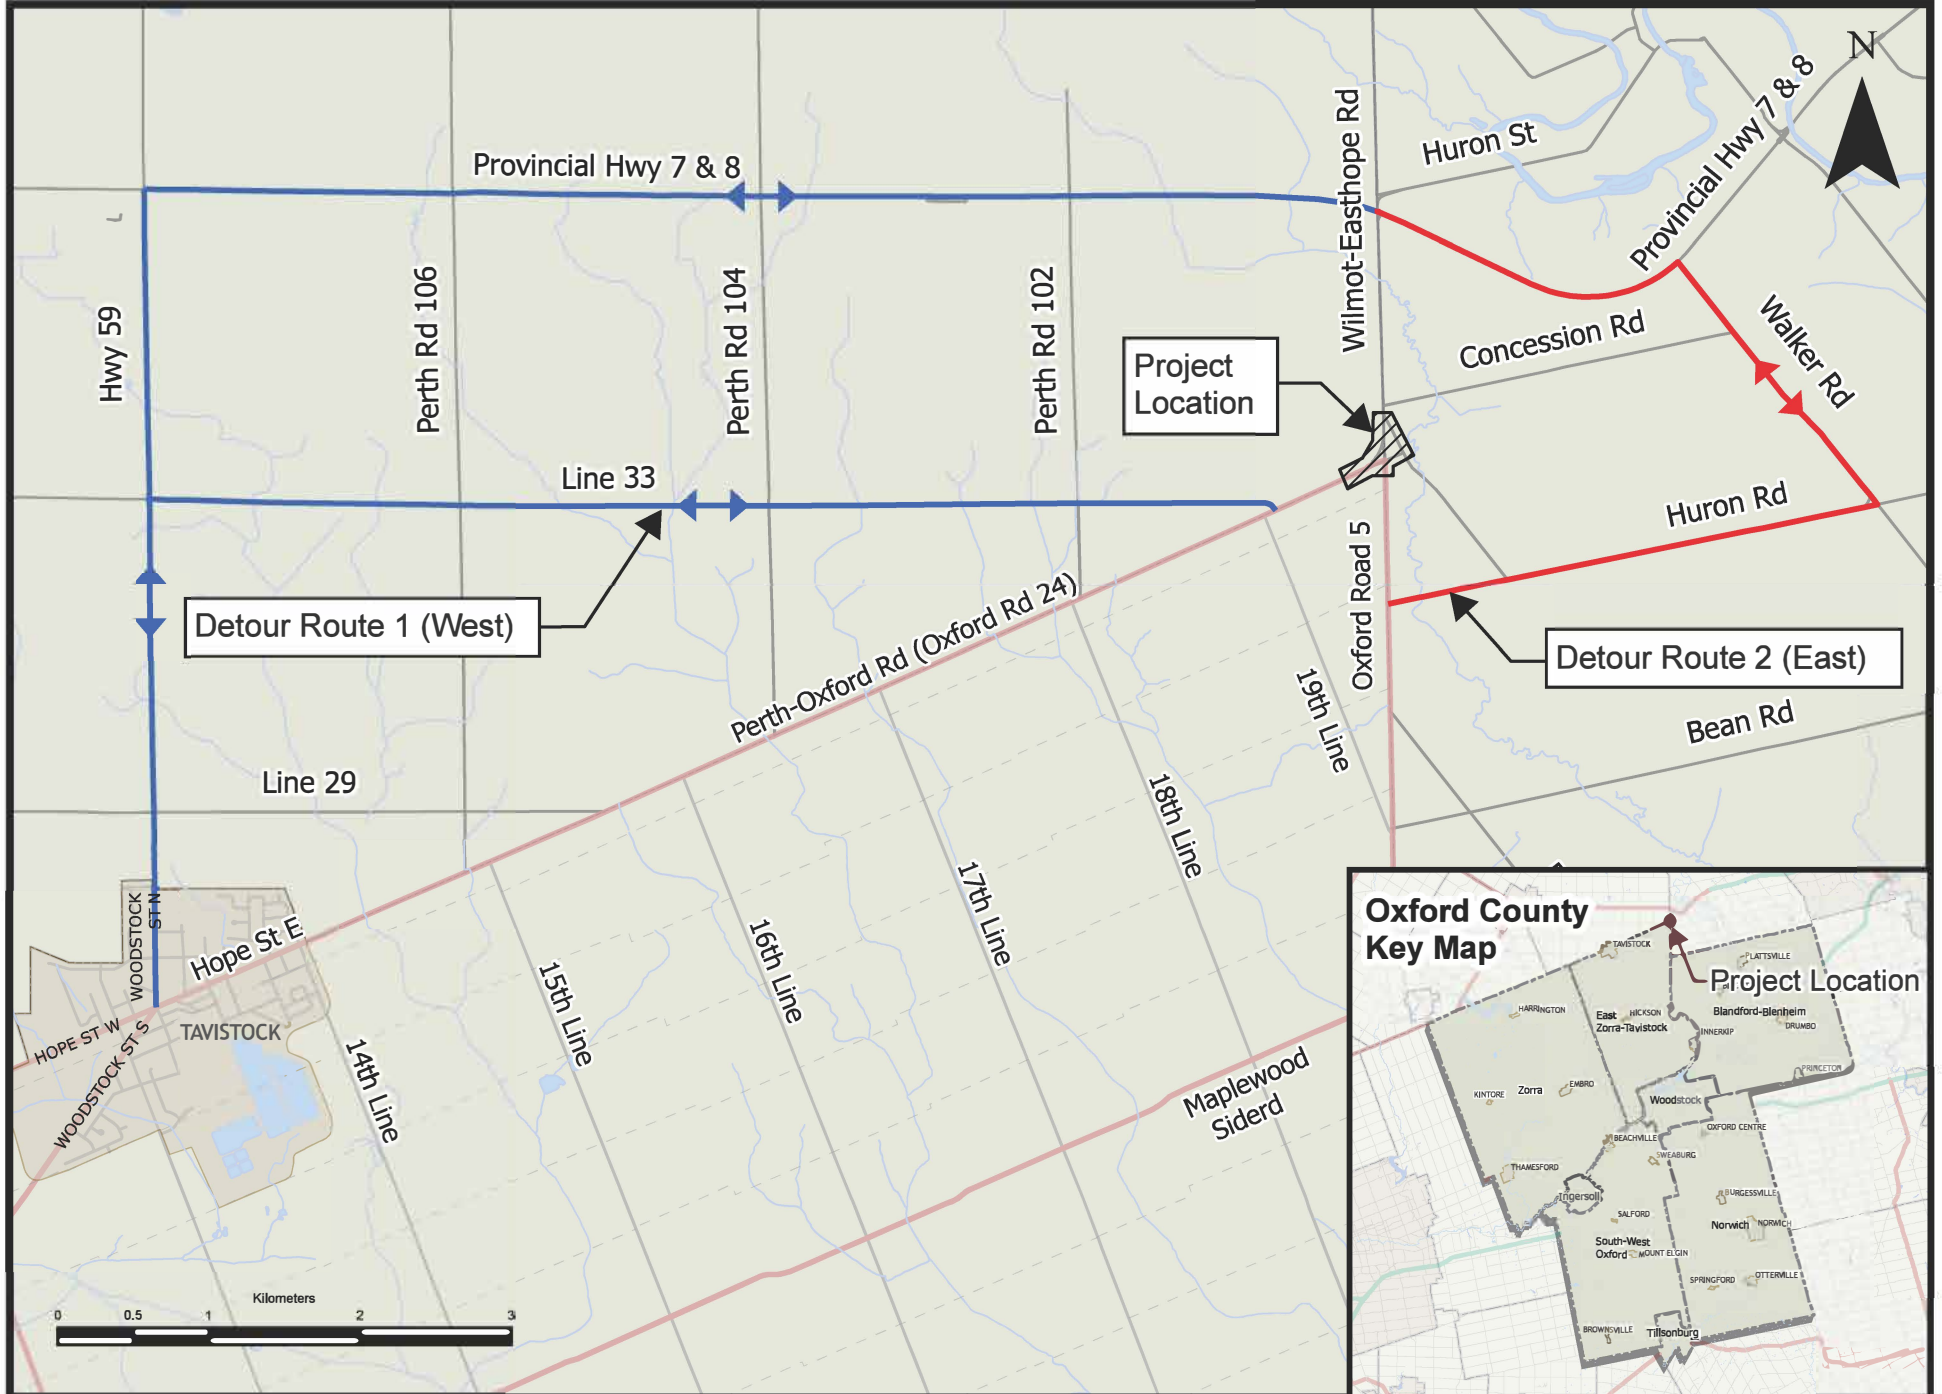 N
Provincial Hwy 7 & 8
Huron St
Wilmot-Easthope Rd
Provincial Hwy 7 & 8
Hwy 59
Perth Rd 106
Perth Rd 104
Perth Rd 102
Concession Rd
Walker Rd
Project
Location
Line 33
Huron Rd
Oxford Road 5
Detour Route 1 (West)
Detour Route 2 (East)
Perth-Oxford Rd (Oxford Rd 24)
19th Line
Bean Rd
Line 29
18th Line
17th Line
16th Line
15th Line
14th Line
WOODSTOCK
ST N
Hope St E
HOPE ST W
WOODSTOCK ST S
TAVISTOCK
Maplewood
Siderd
Kilometers
0 0.5 1 2 3
Oxford County
Key Map
Project Location
TAVISTOCK
PLATTSVILLE
HARRINGTON
East
Zorra-Tavistock
HICKSON
Blandford-Blenheim
INNERKIP
DRUMBO
PRINCETON
KINTORE
Zorra
EMBRO
Woodstock
BEACHVILLE
OXFORD CENTRE
SWEABURG
THAMESFORD
Ingersoll
BURGESSVILLE
SALFORD
Norwich
NORWICH
South-West
Oxford
MOUNT ELGIN
SPRINGFORD
OTTERVILLE
BROWNSVILLE
Tillsonburg